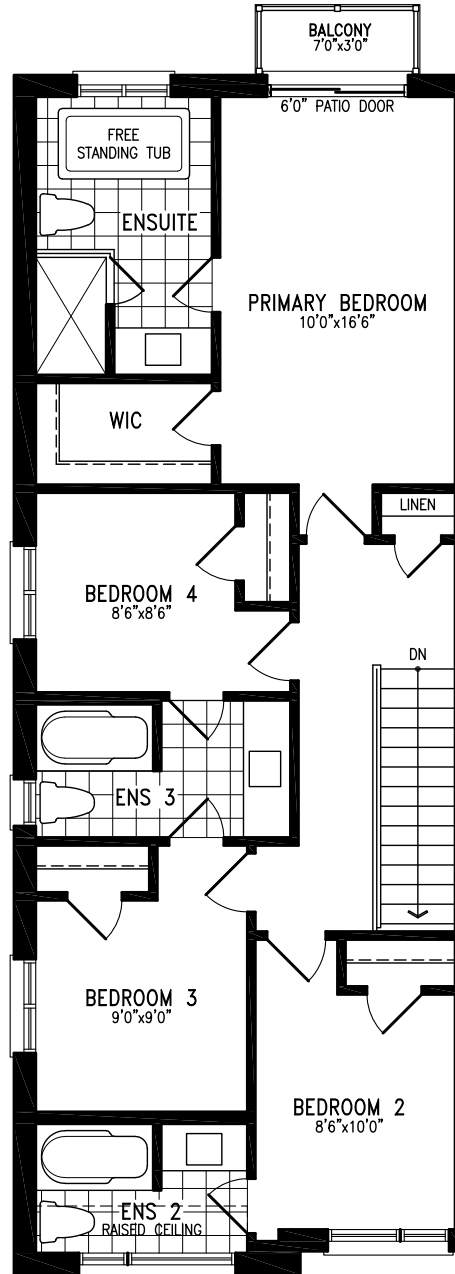 BALCONY
7'0"x3'0"
6'0" PATIO DOOR
FREE
STANDING TUB
ENSUITE
PRIMARY BEDROOM
10'0"x16'6"
WIC
LINEN
BEDROOM 4
8'6"x8'6"
DN
ENS 3
BEDROOM 3
9'0"x9'0"
BEDROOM 2
8'6"x10'0"
ENS 2
RAISED CEILING